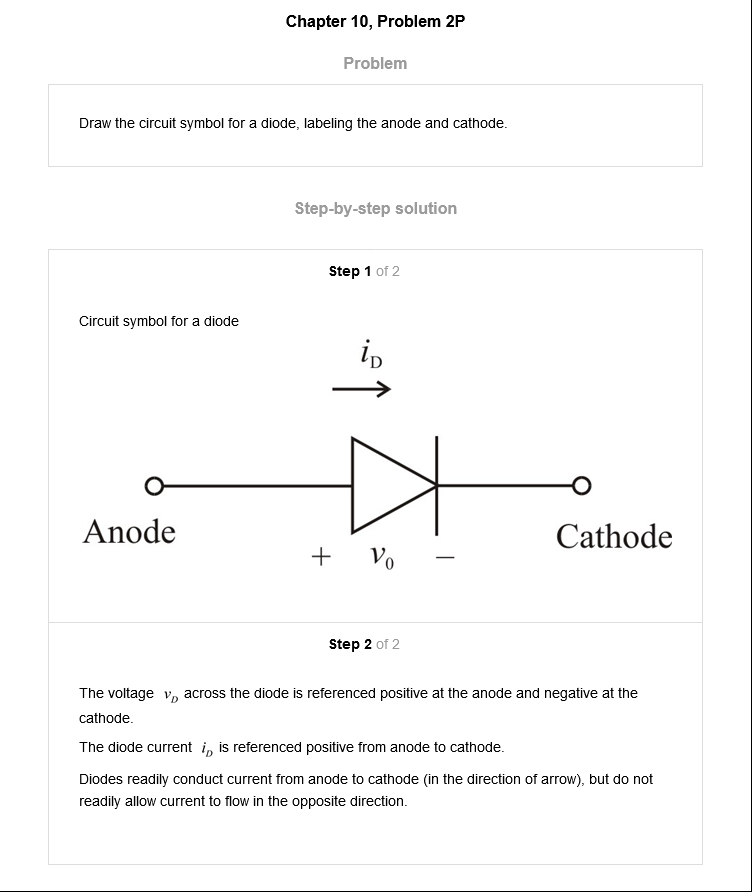 Chapter 10, Problem 2P
Problem
Draw the circuit symbol for a diode, labeling the anode and cathode.
Step-by-step solution
Step 1 of 2
Circuit symbol for a diode
iD
Anode
Cathode
+ v0 −
Step 2 of 2
The voltage vD across the diode is referenced positive at the anode and negative at the
cathode.
The diode current iD is referenced positive from anode to cathode.
Diodes readily conduct current from anode to cathode (in the direction of arrow), but do not
readily allow current to flow in the opposite direction.